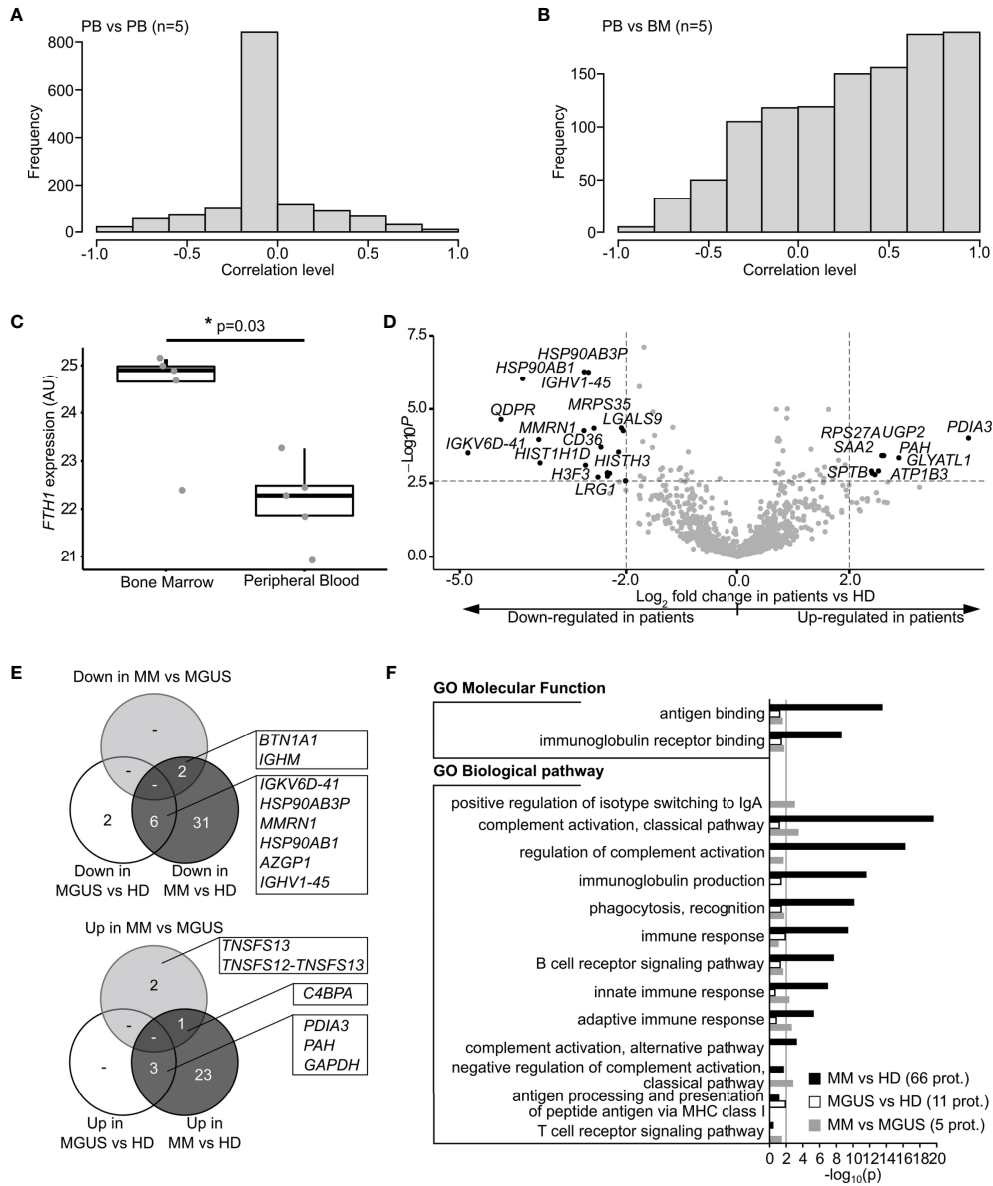 A
PB vs PB (n=5)
Frequency
800
600
400
200
0
-1.0
-0.5
0.0
0.5
1.0
Correlation level
B
PB vs BM (n=5)
Frequency
150
100
50
0
-1.0
-0.5
0.0
0.5
1.0
Correlation level
C
* p=0.03
FTH1 expression (AU)
25
24
23
22
21
Bone Marrow
Peripheral Blood
D
7.5
5.0
2.5
0.0
-Log10P
HSP90AB3P
HSP90AB1
IGHV1-45
MRPS35
QDPR
LGALS9
MMRN1
CD36
IGKV6D-41
HIST1H1D
HISTH3
H3F3
LRG1
PDIA3
RPS27AUGP2
SAA2
PAH
GLYATL1
SPTB
ATP1B3
-5.0
-2.0
0.0
2.0
Log2 fold change in patients vs HD
Down-regulated in patients
Up-regulated in patients
E
Down in MM vs MGUS
-
-
2
-
2
6
31
Down in
MGUS vs HD
Down in
MM vs HD
BTN1A1
IGHM
IGKV6D-41
HSP90AB3P
MMRN1
HSP90AB1
AZGP1
IGHV1-45
Up in MM vs MGUS
2
-
1
-
-
3
23
Up in
MGUS vs HD
Up in
MM vs HD
TNSFS13
TNSFS12-TNSFS13
C4BPA
PDIA3
PAH
GAPDH
F
GO Molecular Function
antigen binding
immunoglobulin receptor binding
GO Biological pathway
positive regulation of isotype switching to IgA
complement activation, classical pathway
regulation of complement activation
immunoglobulin production
phagocytosis, recognition
immune response
B cell receptor signaling pathway
innate immune response
adaptive immune response
complement activation, alternative pathway
negative regulation of complement activation,
classical pathway
antigen processing and presentation
of peptide antigen via MHC class I
T cell receptor signaling pathway
MM vs HD (66 prot.)
MGUS vs HD (11 prot.)
MM vs MGUS (5 prot.)
0 2 4 6 8 10 12 14 16 18 20
-log10(p)